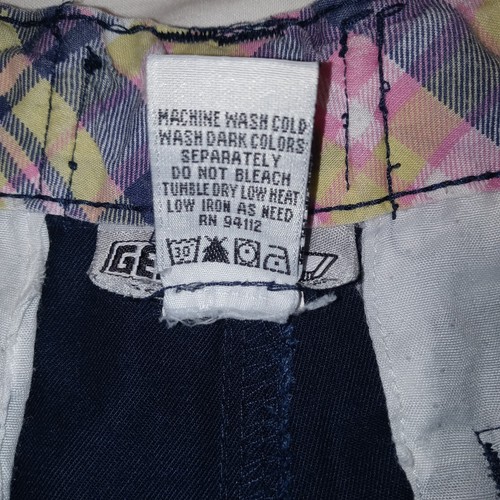 MACHINE WASH COLD
WASH DARK COLORS
SEPARATELY
DO NOT BLEACH
TUMBLE DRY LOW HEAT
LOW IRON AS NEED
RN 94112
30